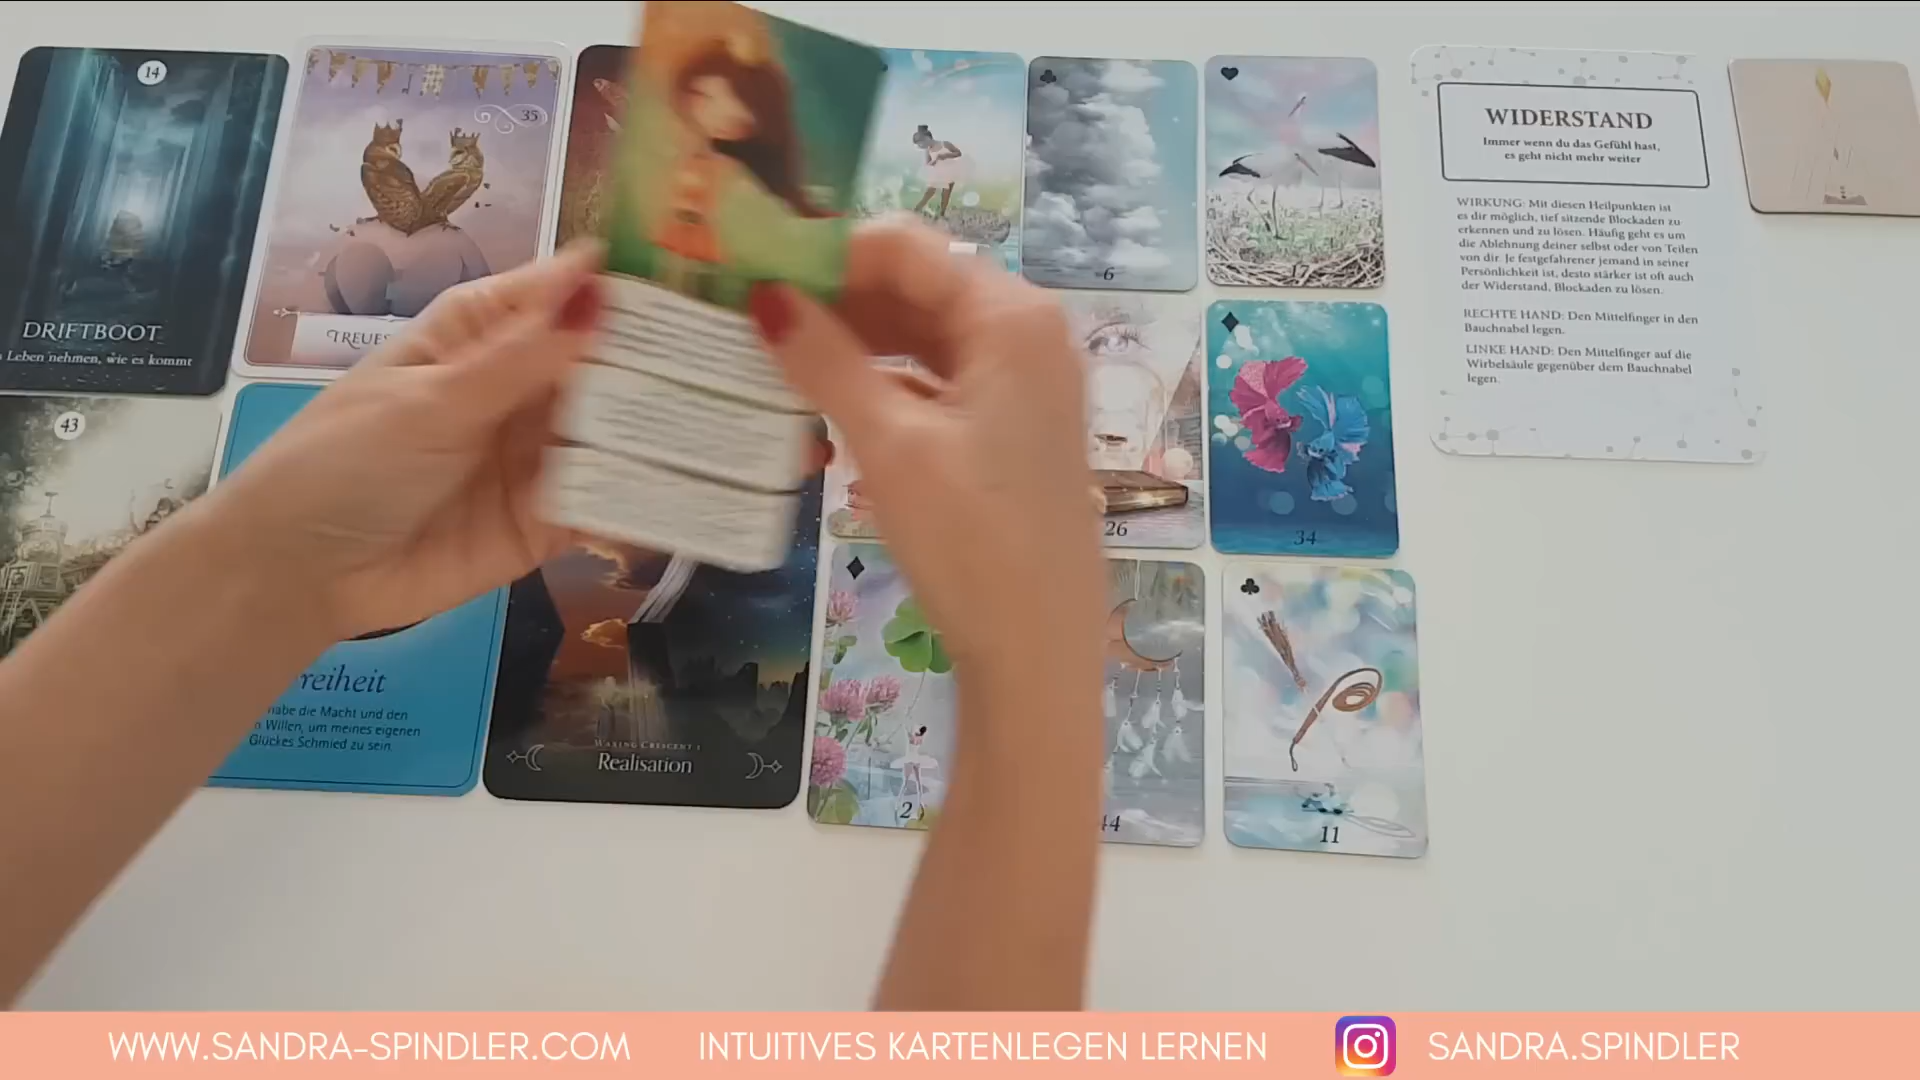 14
DRIFTBOOT
Leben nehmen, wie es kommt
35
TREUES
43
reiheit
habe die Macht und den
n Willen, um meines eigenen
Glückes Schmied zu sein.
WAXING CRESCENT 1
Realisation
6
17
26
34
2
44
11
WIDERSTAND
Immer wenn du das Gefühl hast,
es geht nicht mehr weiter
WIRKUNG: Mit diesen Heilpunkten ist
es dir möglich, tief sitzende Blockaden zu
erkennen und zu lösen. Häufig geht es um
die Ablehnung deiner selbst oder von Teilen
von dir. Je festgefahrener jemand in seiner
Persönlichkeit ist, desto stärker ist oft auch
der Widerstand, Blockaden zu lösen.
RECHTE HAND: Den Mittelfinger in den
Bauchnabel legen.
LINKE HAND: Den Mittelfinger auf die
Wirbelsäule gegenüber dem Bauchnabel
legen.
WWW.SANDRA-SPINDLER.COM
INTUITIVES KARTENLEGEN LERNEN
SANDRA.SPINDLER